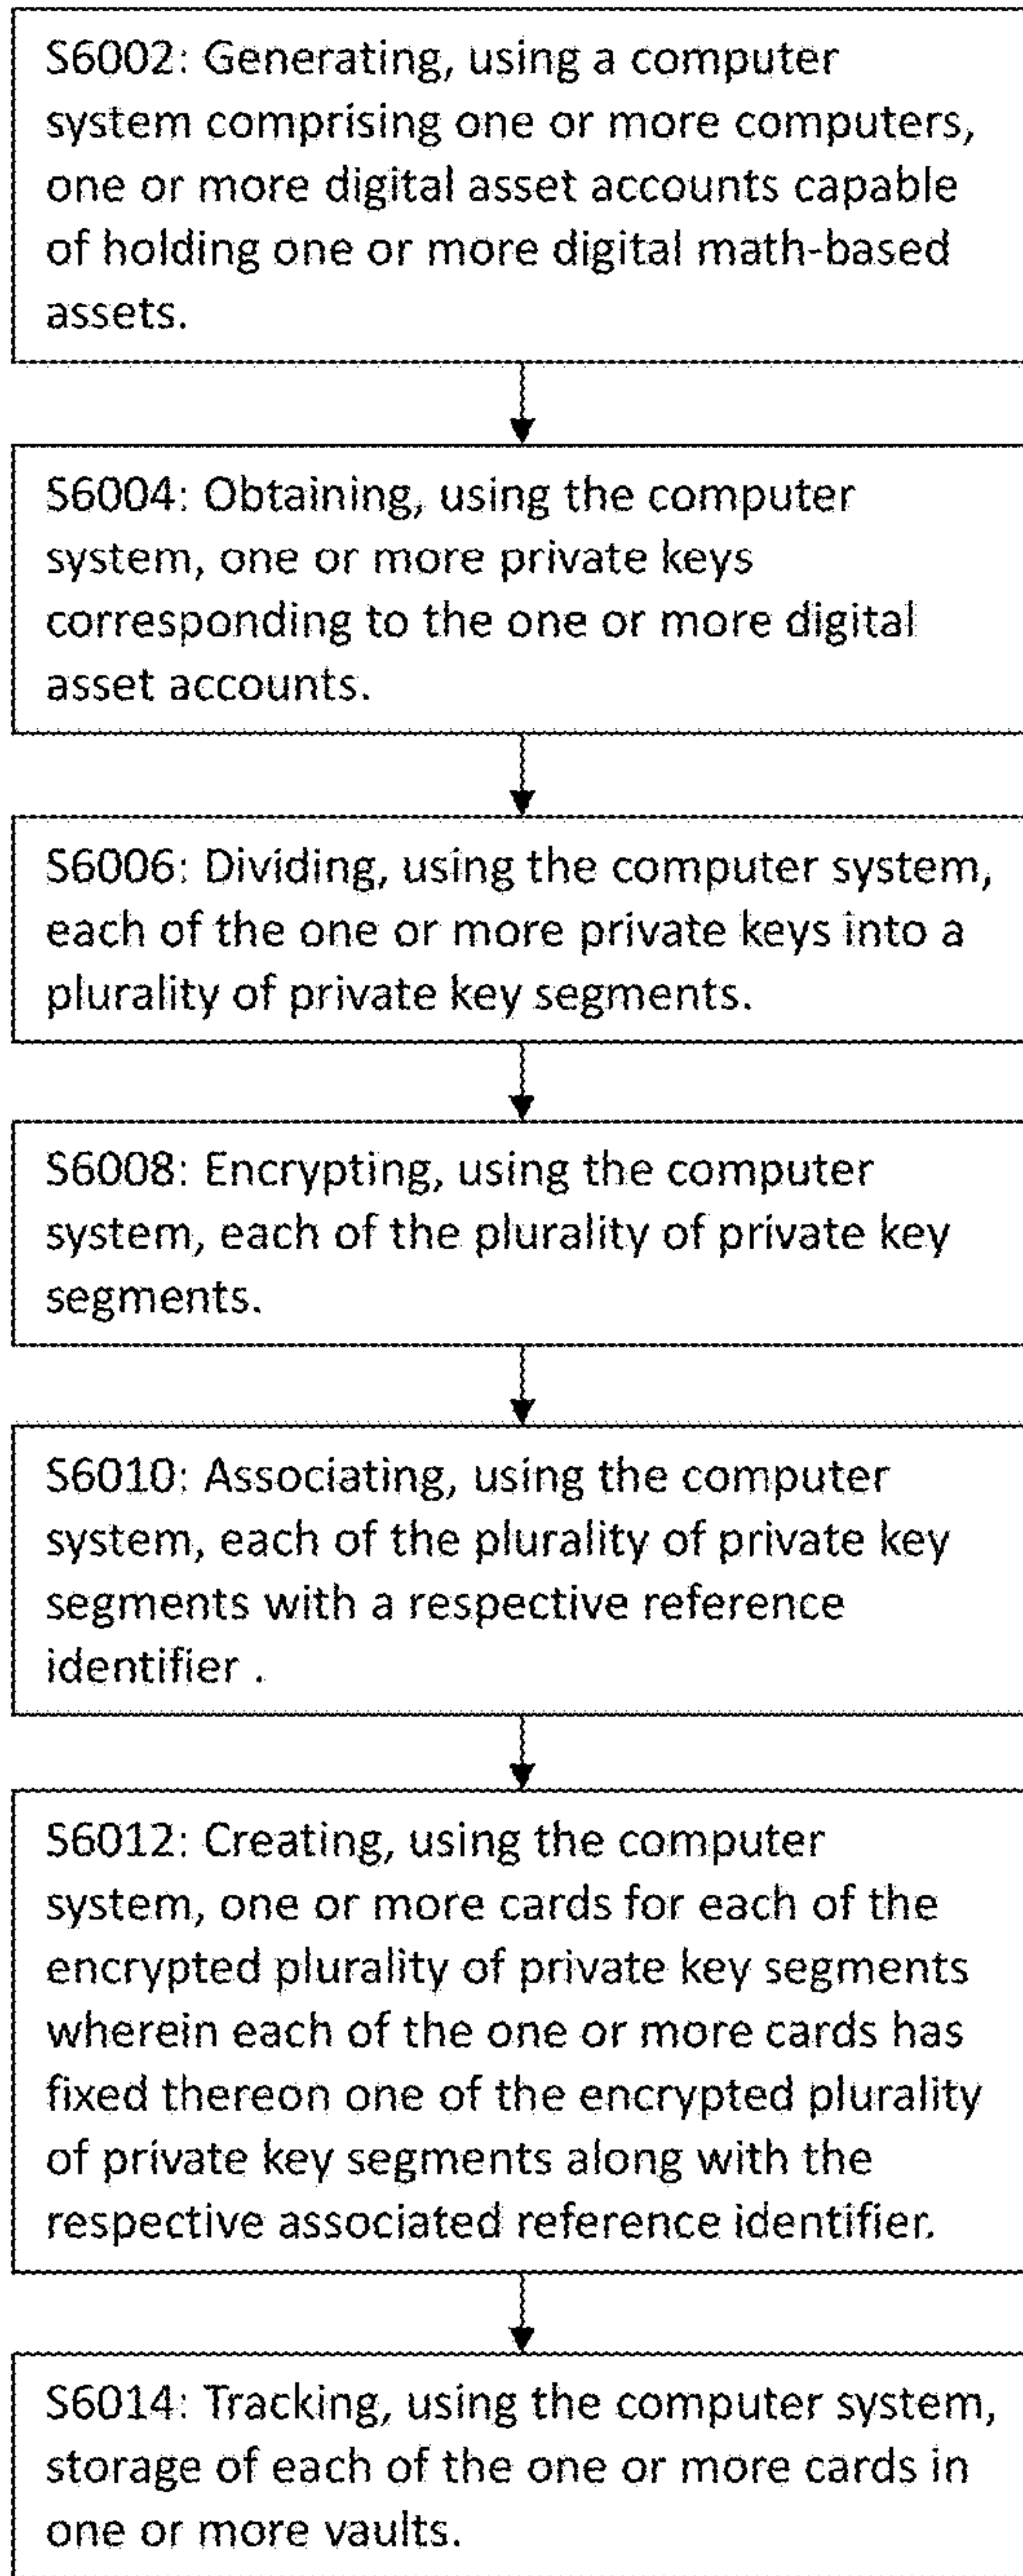 S6002: Generating, using a computer
system comprising one or more computers,
one or more digital asset accounts capable
of holding one or more digital math-based
assets.
S6004: Obtaining, using the computer
system, one or more private keys
corresponding to the one or more digital
asset accounts.
S6006: Dividing, using the computer system,
each of the one or more private keys into a
plurality of private key segments.
S6008: Encrypting, using the computer
system, each of the plurality of private key
segments.
S6010: Associating, using the computer
system, each of the plurality of private key
segments with a respective reference
identifier .
S6012: Creating, using the computer
system, one or more cards for each of the
encrypted plurality of private key segments
wherein each of the one or more cards has
fixed thereon one of the encrypted plurality
of private key segments along with the
respective associated reference identifier.
S6014: Tracking, using the computer system,
storage of each of the one or more cards in
one or more vaults.